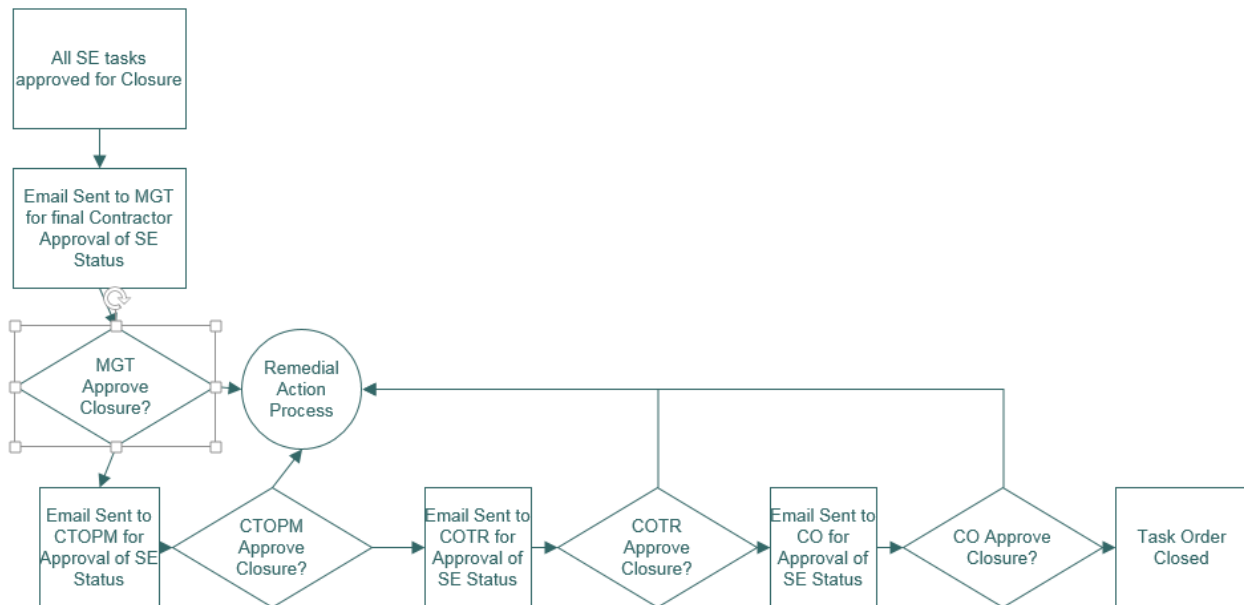 All SE tasks
approved for Closure
Email Sent to MGT
for final Contractor
Approval of SE
Status
MGT
Approve
Closure?
Remedial
Action
Process
Email Sent to
CTOPM for
Approval of SE
Status
CTOPM
Approve
Closure?
Email Sent to
COTR for
Approval of
SE Status
COTR
Approve
Closure?
Email Sent to
CO for
Approval of
SE Status
CO Approve
Closure?
Task Order
Closed